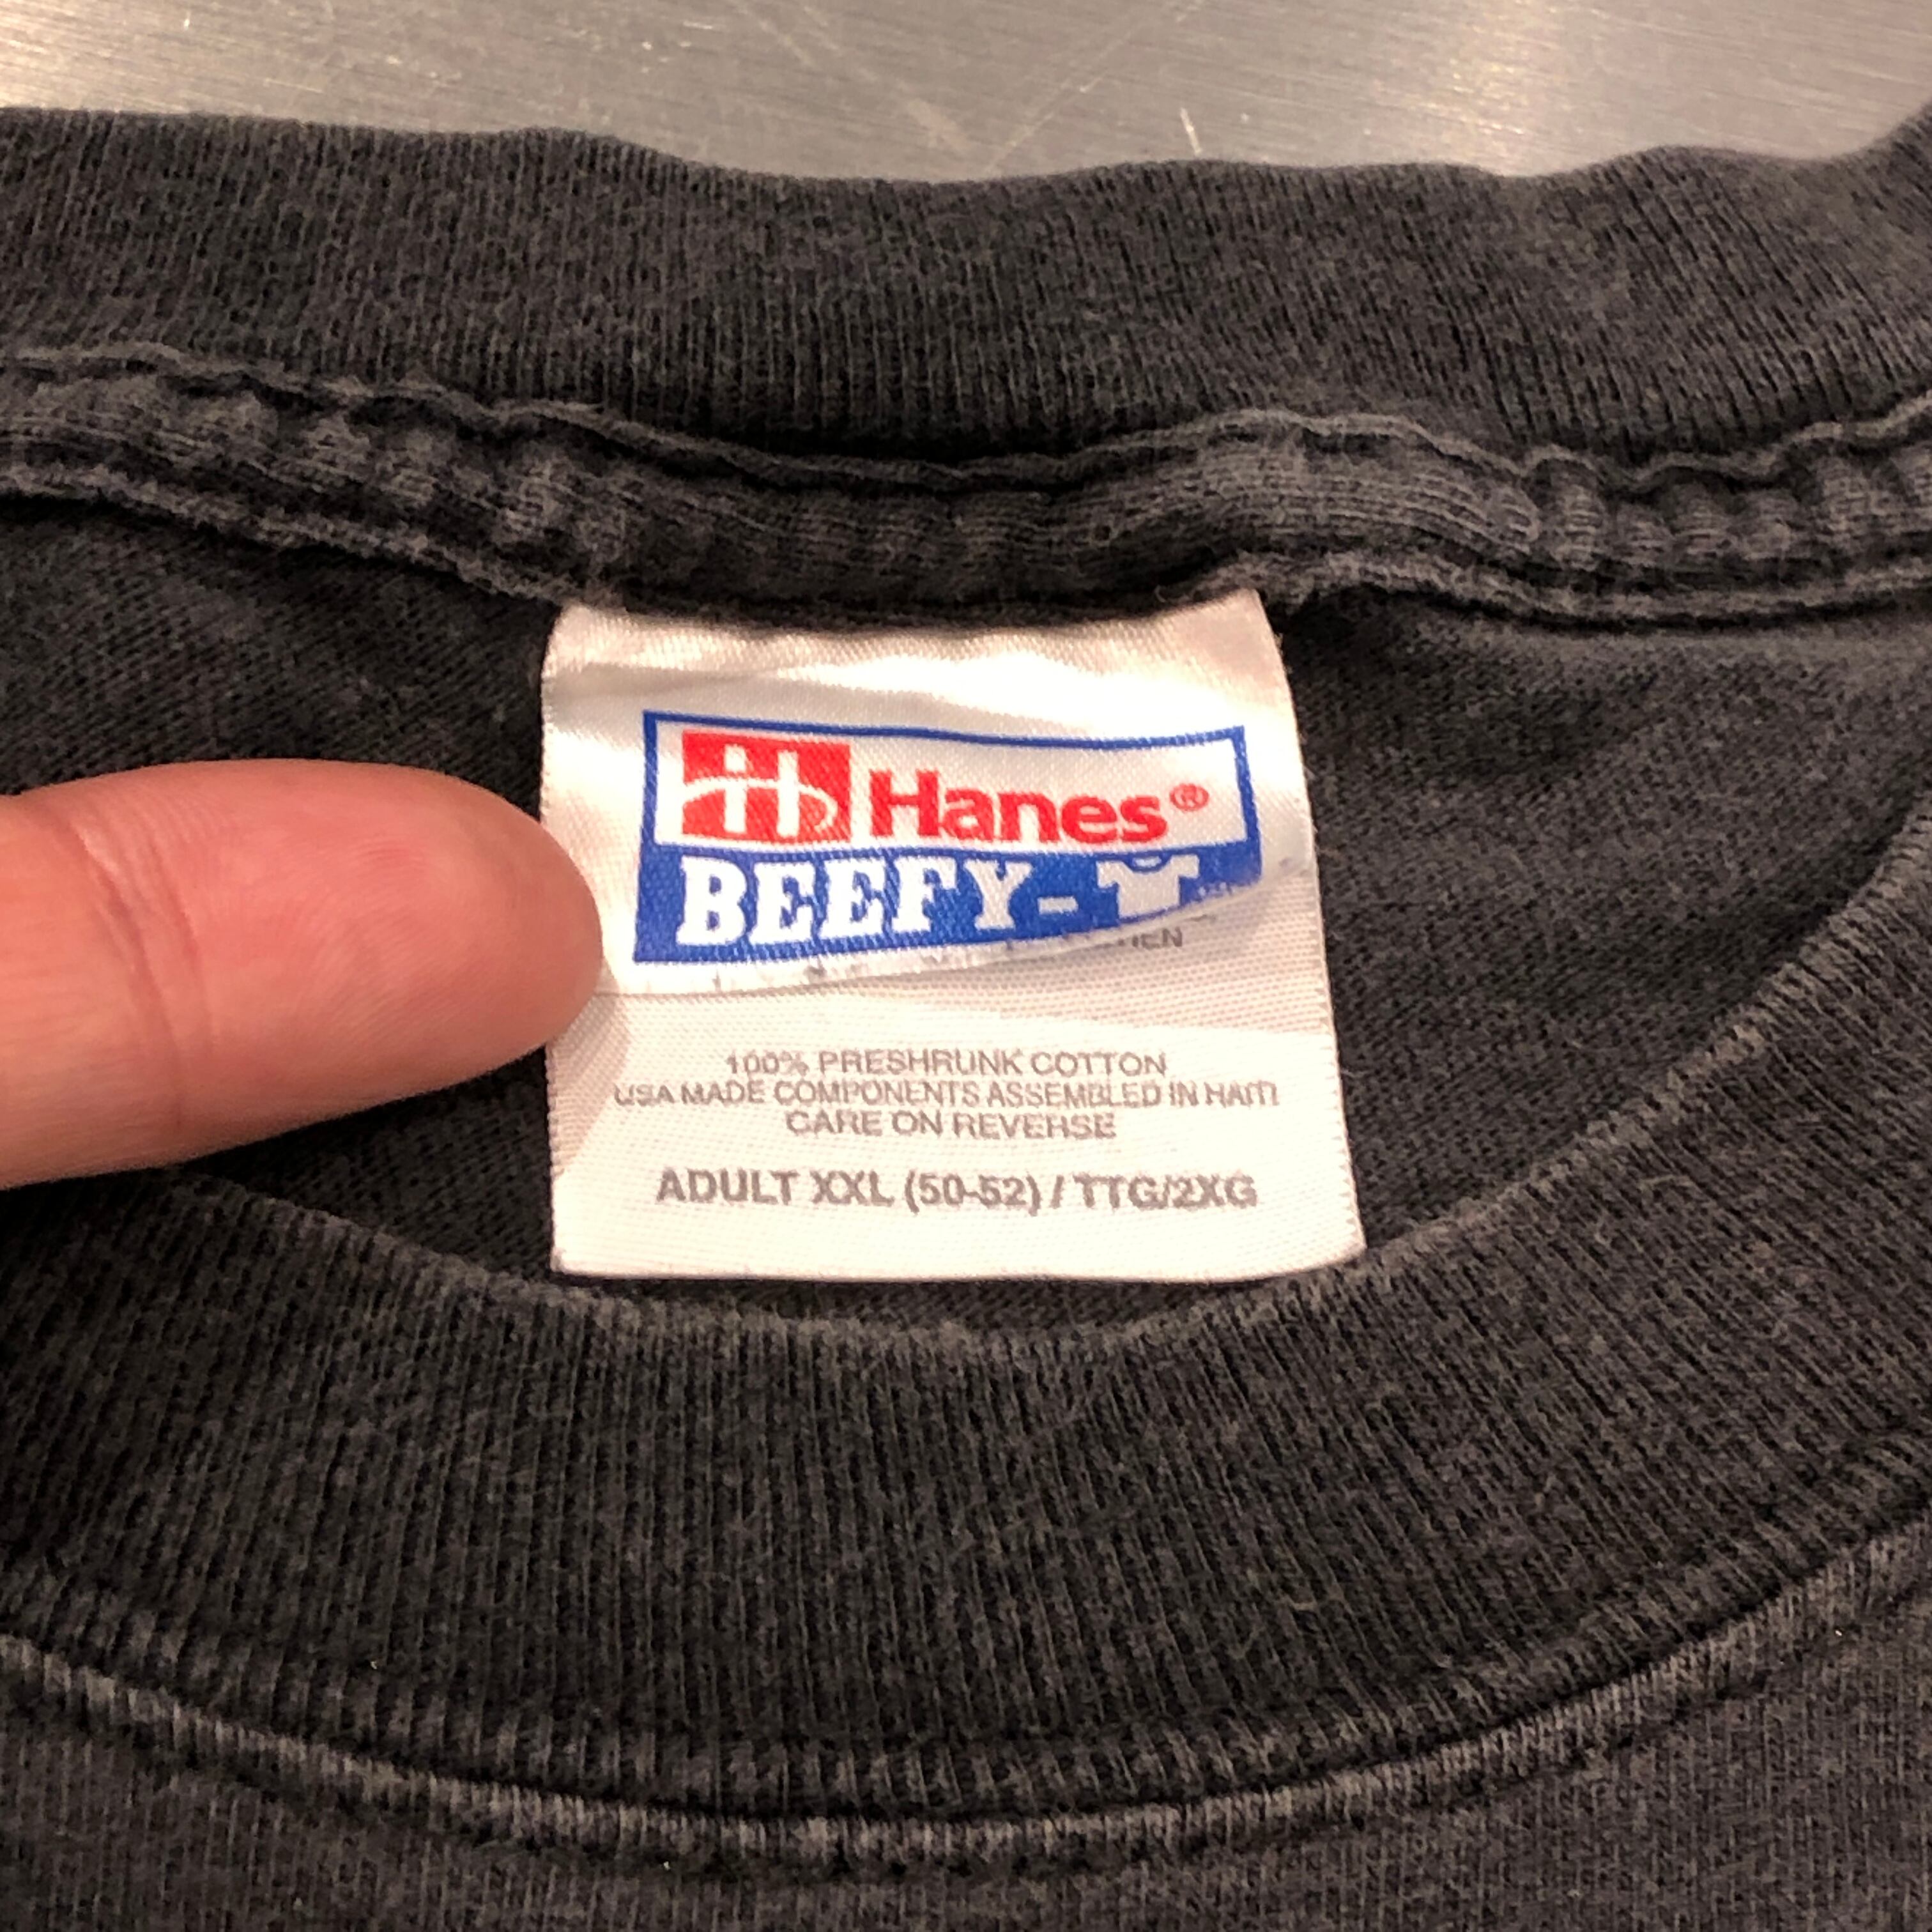 Hanes®
BEEFY-T
100% PRESHRUNK COTTON
USA MADE COMPONENTS ASSEMBLED IN HAITI
CARE ON REVERSE
ADULT XXL (50-52) / TTG/2XG